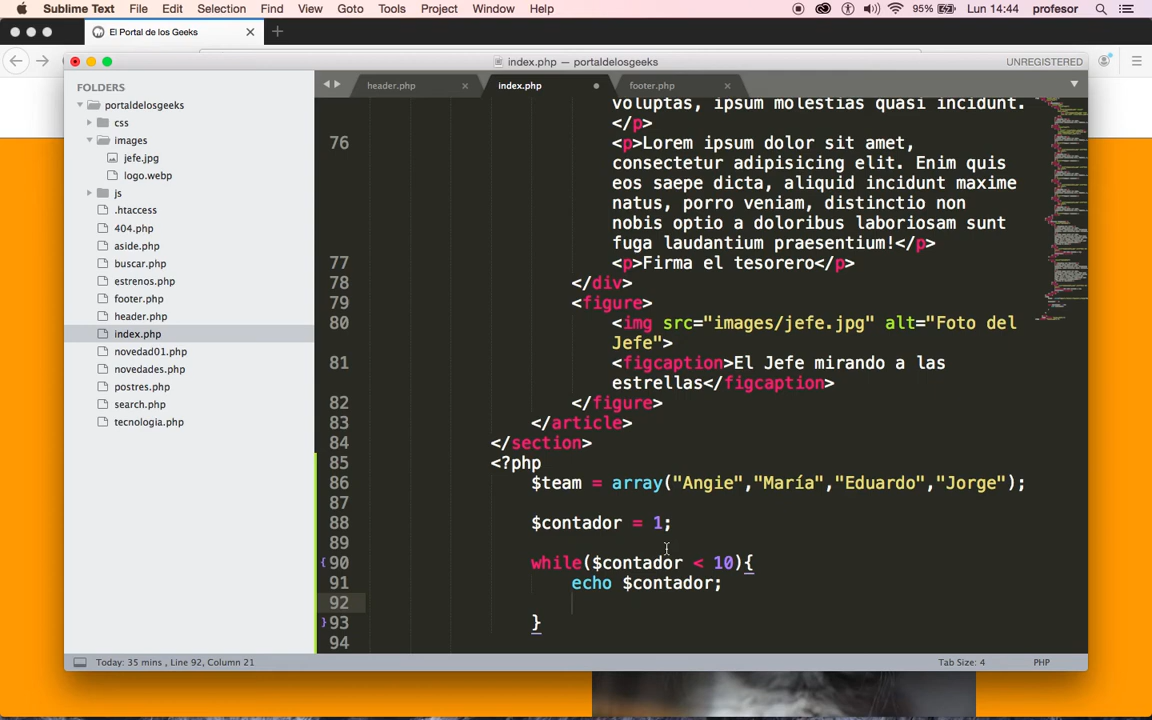 Sublime Text File Edit Selection Find View Goto Tools Project Window Help 95% Lun 14:44 profesor
El Portal de los Geeks
index.php — portaldelosgeeks UNREGISTERED
FOLDERS
portaldelosgeeks
css
images
jefe.jpg
logo.webp
js
.htaccess
404.php
aside.php
buscar.php
estrenos.php
footer.php
header.php
index.php
novedad01.php
novedades.php
postres.php
search.php
tecnologia.php
header.php index.php footer.php
voluptas, ipsum molestias quasi incidunt.
</p>
76 <p>Lorem ipsum dolor sit amet,
consectetur adipisicing elit. Enim quis
eos saepe dicta, aliquid incidunt maxime
natus, porro veniam, distinctio non
nobis optio a doloribus laboriosam sunt
fuga laudantium praesentium!</p>
77 <p>Firma el tesorero</p>
78 </div>
79 <figure>
80 <img src="images/jefe.jpg" alt="Foto del
Jefe">
81 <figcaption>El Jefe mirando a las
estrellas</figcaption>
82 </figure>
83 </article>
84 </section>
85 <?php
86 $team = array("Angie","María","Eduardo","Jorge");
87
88 $contador = 1;
89
90 while($contador < 10){
91 echo $contador;
92
93 }
94
Today: 35 mins , Line 92, Column 21 Tab Size: 4 PHP